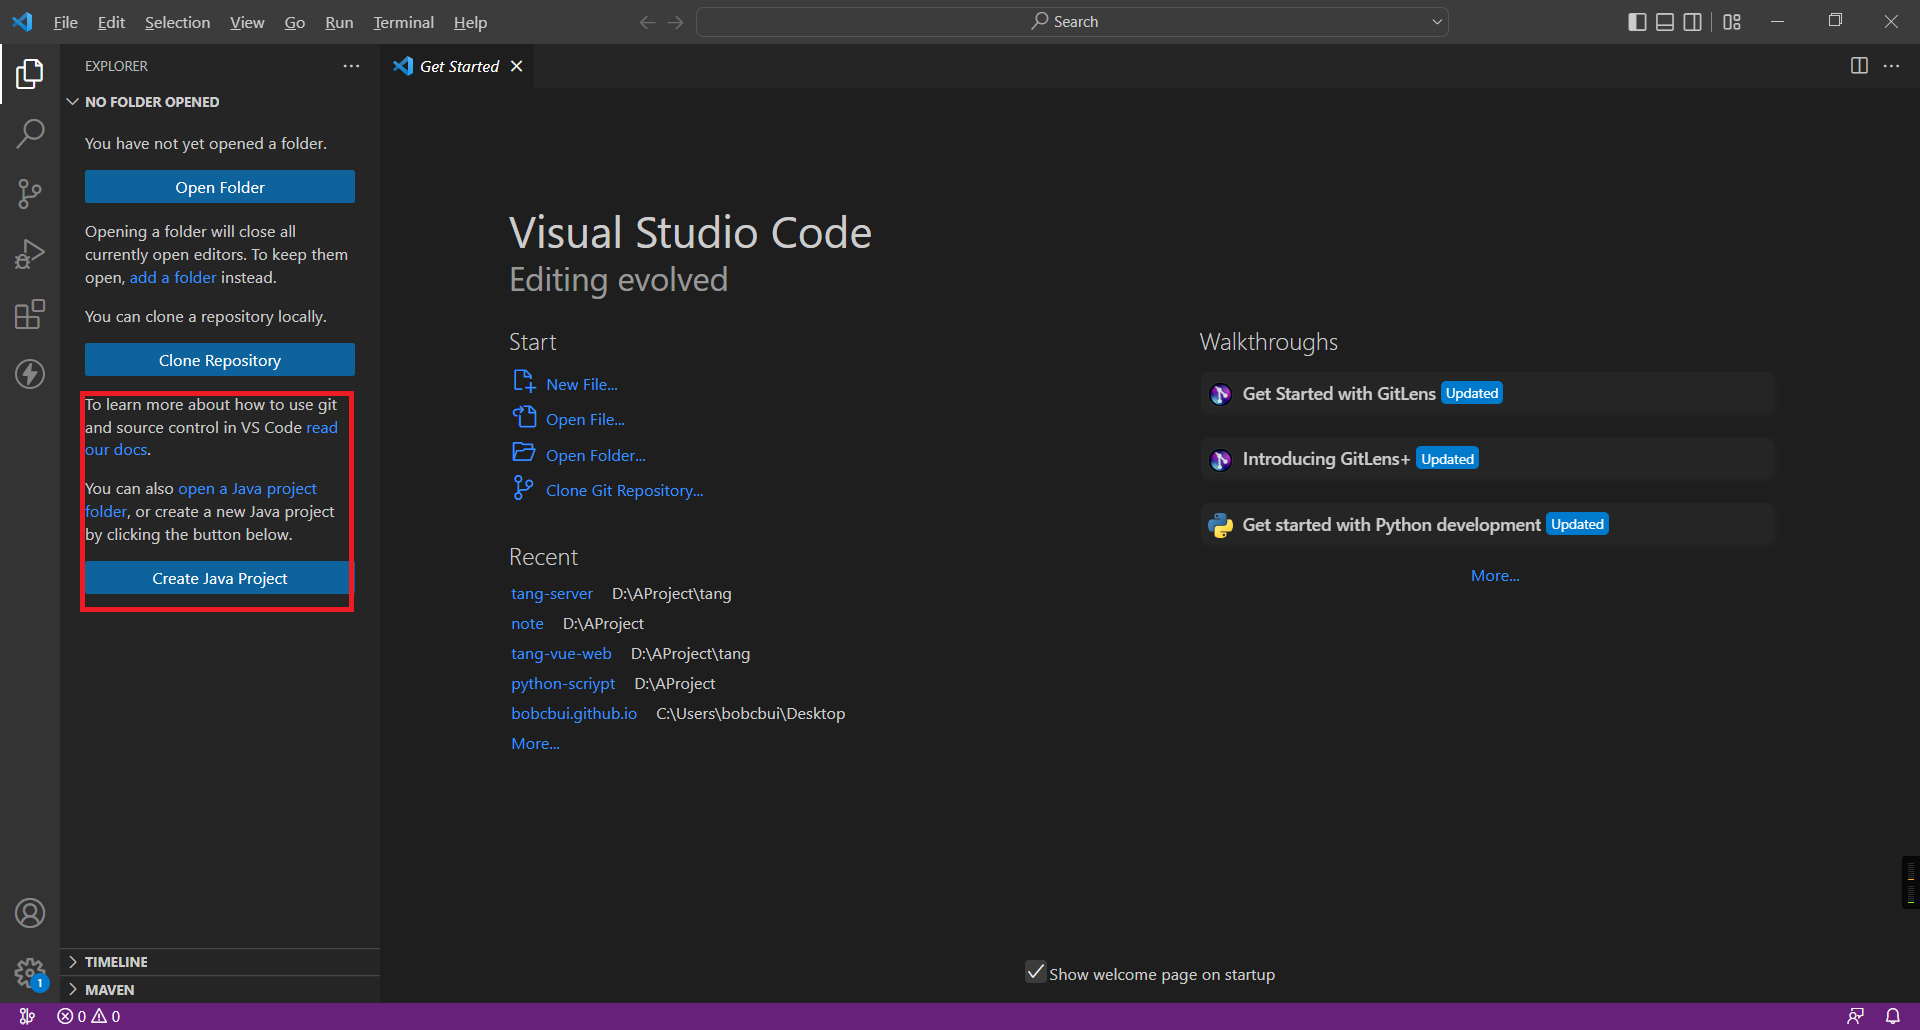 File Edit Selection View Go Run Terminal Help
Search
EXPLORER
Get Started
NO FOLDER OPENED
You have not yet opened a folder.
Open Folder
Opening a folder will close all
currently open editors. To keep them
open, add a folder instead.
You can clone a repository locally.
Clone Repository
To learn more about how to use git
and source control in VS Code read
our docs.
You can also open a Java project
folder, or create a new Java project
by clicking the button below.
Create Java Project
TIMELINE
MAVEN
1
Visual Studio Code
Editing evolved
Start
New File...
Open File...
Open Folder...
Clone Git Repository...
Recent
tang-server D:\AProject\tang
note D:\AProject
tang-vue-web D:\AProject\tang
python-scriypt D:\AProject
bobcbui.github.io C:\Users\bobcbui\Desktop
More...
Walkthroughs
Get Started with GitLens Updated
Introducing GitLens+ Updated
Get started with Python development Updated
More...
Show welcome page on startup
0 0